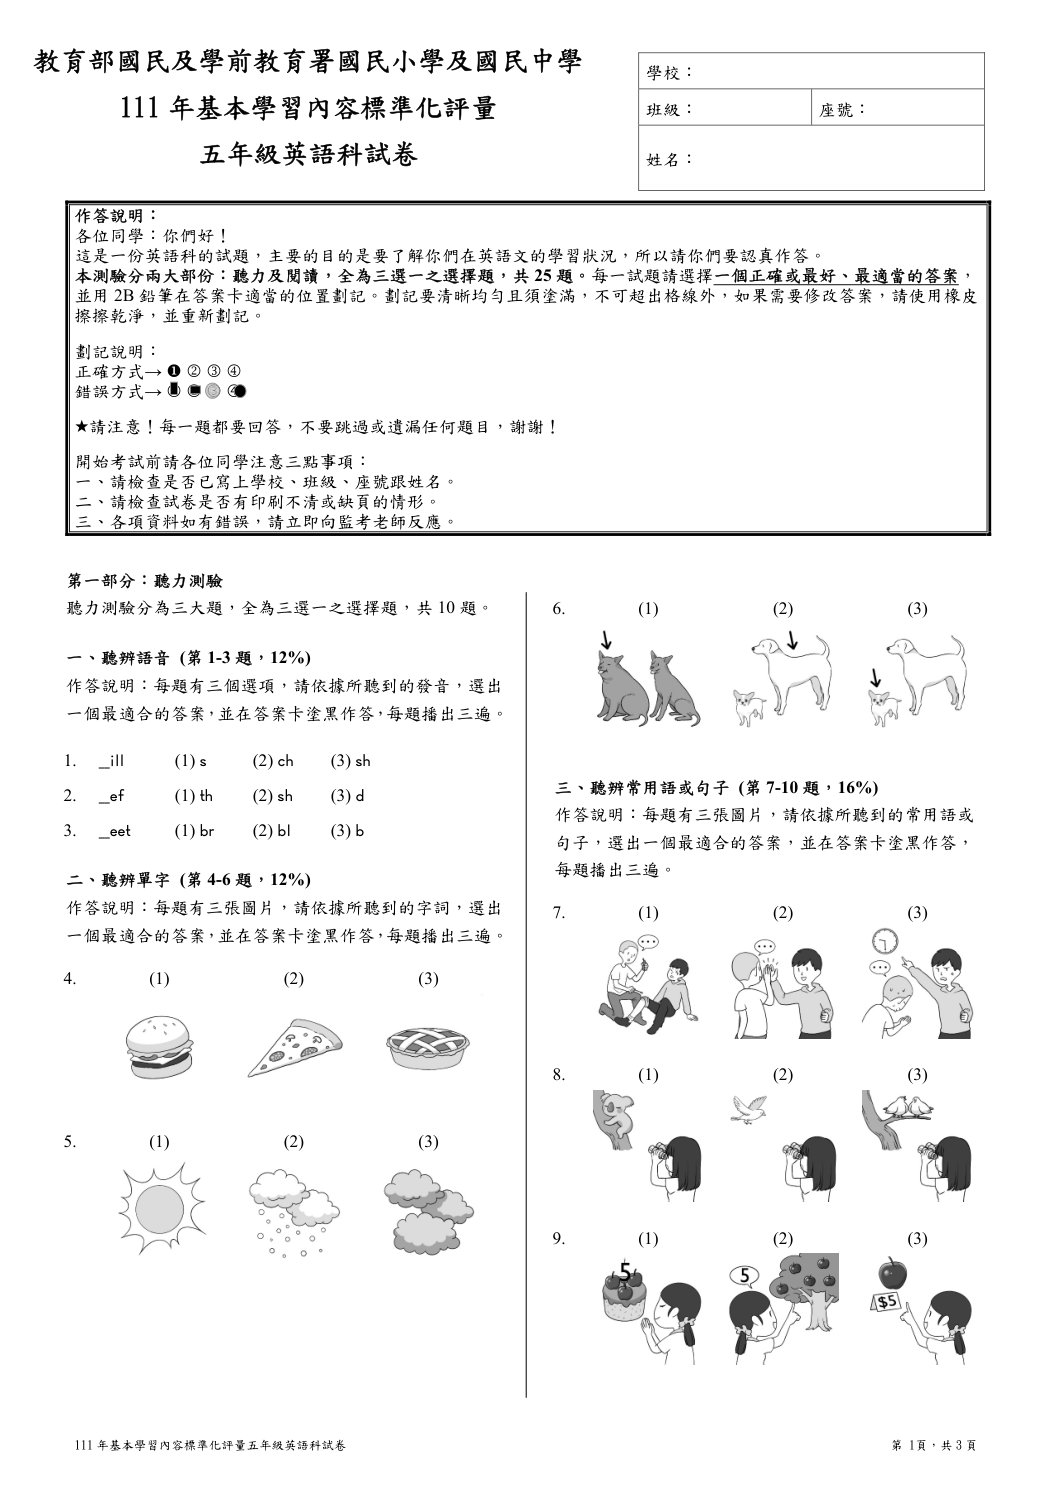 教育部國民及學前教育署國民小學及國民中學
111 年基本學習內容標準化評量
五年級英語科試卷
學校：
班級：
座號：
姓名：
作答說明：
各位同學：你們好！
這是一份英語科的試題，主要的目的是要了解你們在英語文的學習狀況，所以請你們要認真作答。
本測驗分兩大部份：聽力及閱讀，全為三選一之選擇題，共 25 題。每一試題請選擇一個正確或最好、最適當的答案，
並用 2B 鉛筆在答案卡適當的位置劃記。劃記要清晰均勻且須塗滿，不可超出格線外，如果需要修改答案，請使用橡皮
擦擦乾淨，並重新劃記。
劃記說明：
正確方式→ ❶ ② ③ ④
錯誤方式→
★請注意！每一題都要回答，不要跳過或遺漏任何題目，謝謝！
開始考試前請各位同學注意三點事項：
一、請檢查是否已寫上學校、班級、座號跟姓名。
二、請檢查試卷是否有印刷不清或缺頁的情形。
三、各項資料如有錯誤，請立即向監考老師反應。
第一部分：聽力測驗
聽力測驗分為三大題，全為三選一之選擇題，共 10 題。
一、聽辨語音 (第 1-3 題，12%)
作答說明：每題有三個選項，請依據所聽到的發音，選出
一個最適合的答案，並在答案卡塗黑作答，每題播出三遍。
1. _ill (1) s (2) ch (3) sh
2. _ef (1) th (2) sh (3) d
3. _eet (1) br (2) bl (3) b
二、聽辨單字 (第 4-6 題，12%)
作答說明：每題有三張圖片，請依據所聽到的字詞，選出
一個最適合的答案，並在答案卡塗黑作答，每題播出三遍。
4. (1) (2) (3)
5. (1) (2) (3)
6. (1) (2) (3)
三、聽辨常用語或句子 (第 7-10 題，16%)
作答說明：每題有三張圖片，請依據所聽到的常用語或
句子，選出一個最適合的答案，並在答案卡塗黑作答，
每題播出三遍。
7. (1) (2) (3)
8. (1) (2) (3)
9. (1) (2) (3)
5
5
$5
111 年基本學習內容標準化評量五年級英語科試卷
第 1頁，共 3 頁